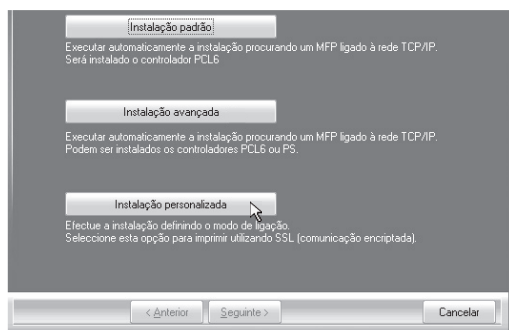 Instalação padrão
Executar automaticamente a instalação procurando um MFP ligado à rede TCP/IP.
Será instalado o controlador PCL6
Instalação avançada
Executar automaticamente a instalação procurando um MFP ligado à rede TCP/IP.
Podem ser instalados os controladores PCL6 ou PS.
Instalação personalizada
Efectue a instalação definindo o modo de ligação.
Seleccione esta opção para imprimir utilizando SSL (comunicação encriptada).
< Anterior
Seguinte >
Cancelar